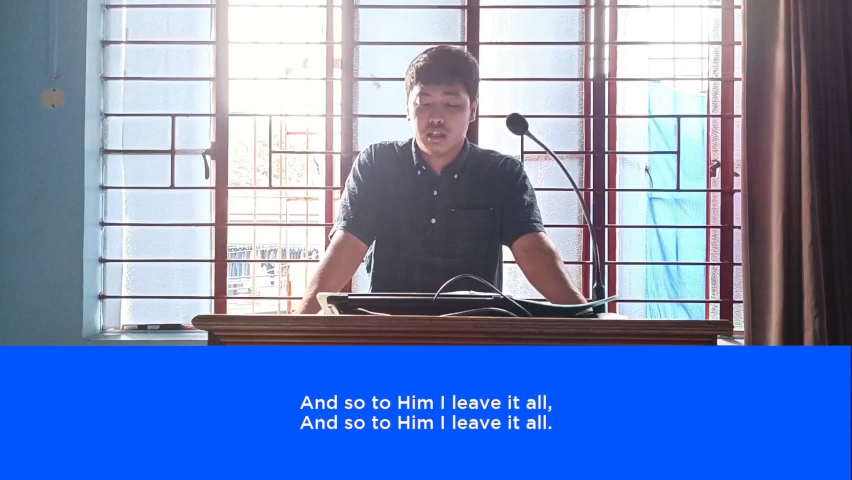 And so to Him I leave it all,
And so to Him I leave it all.